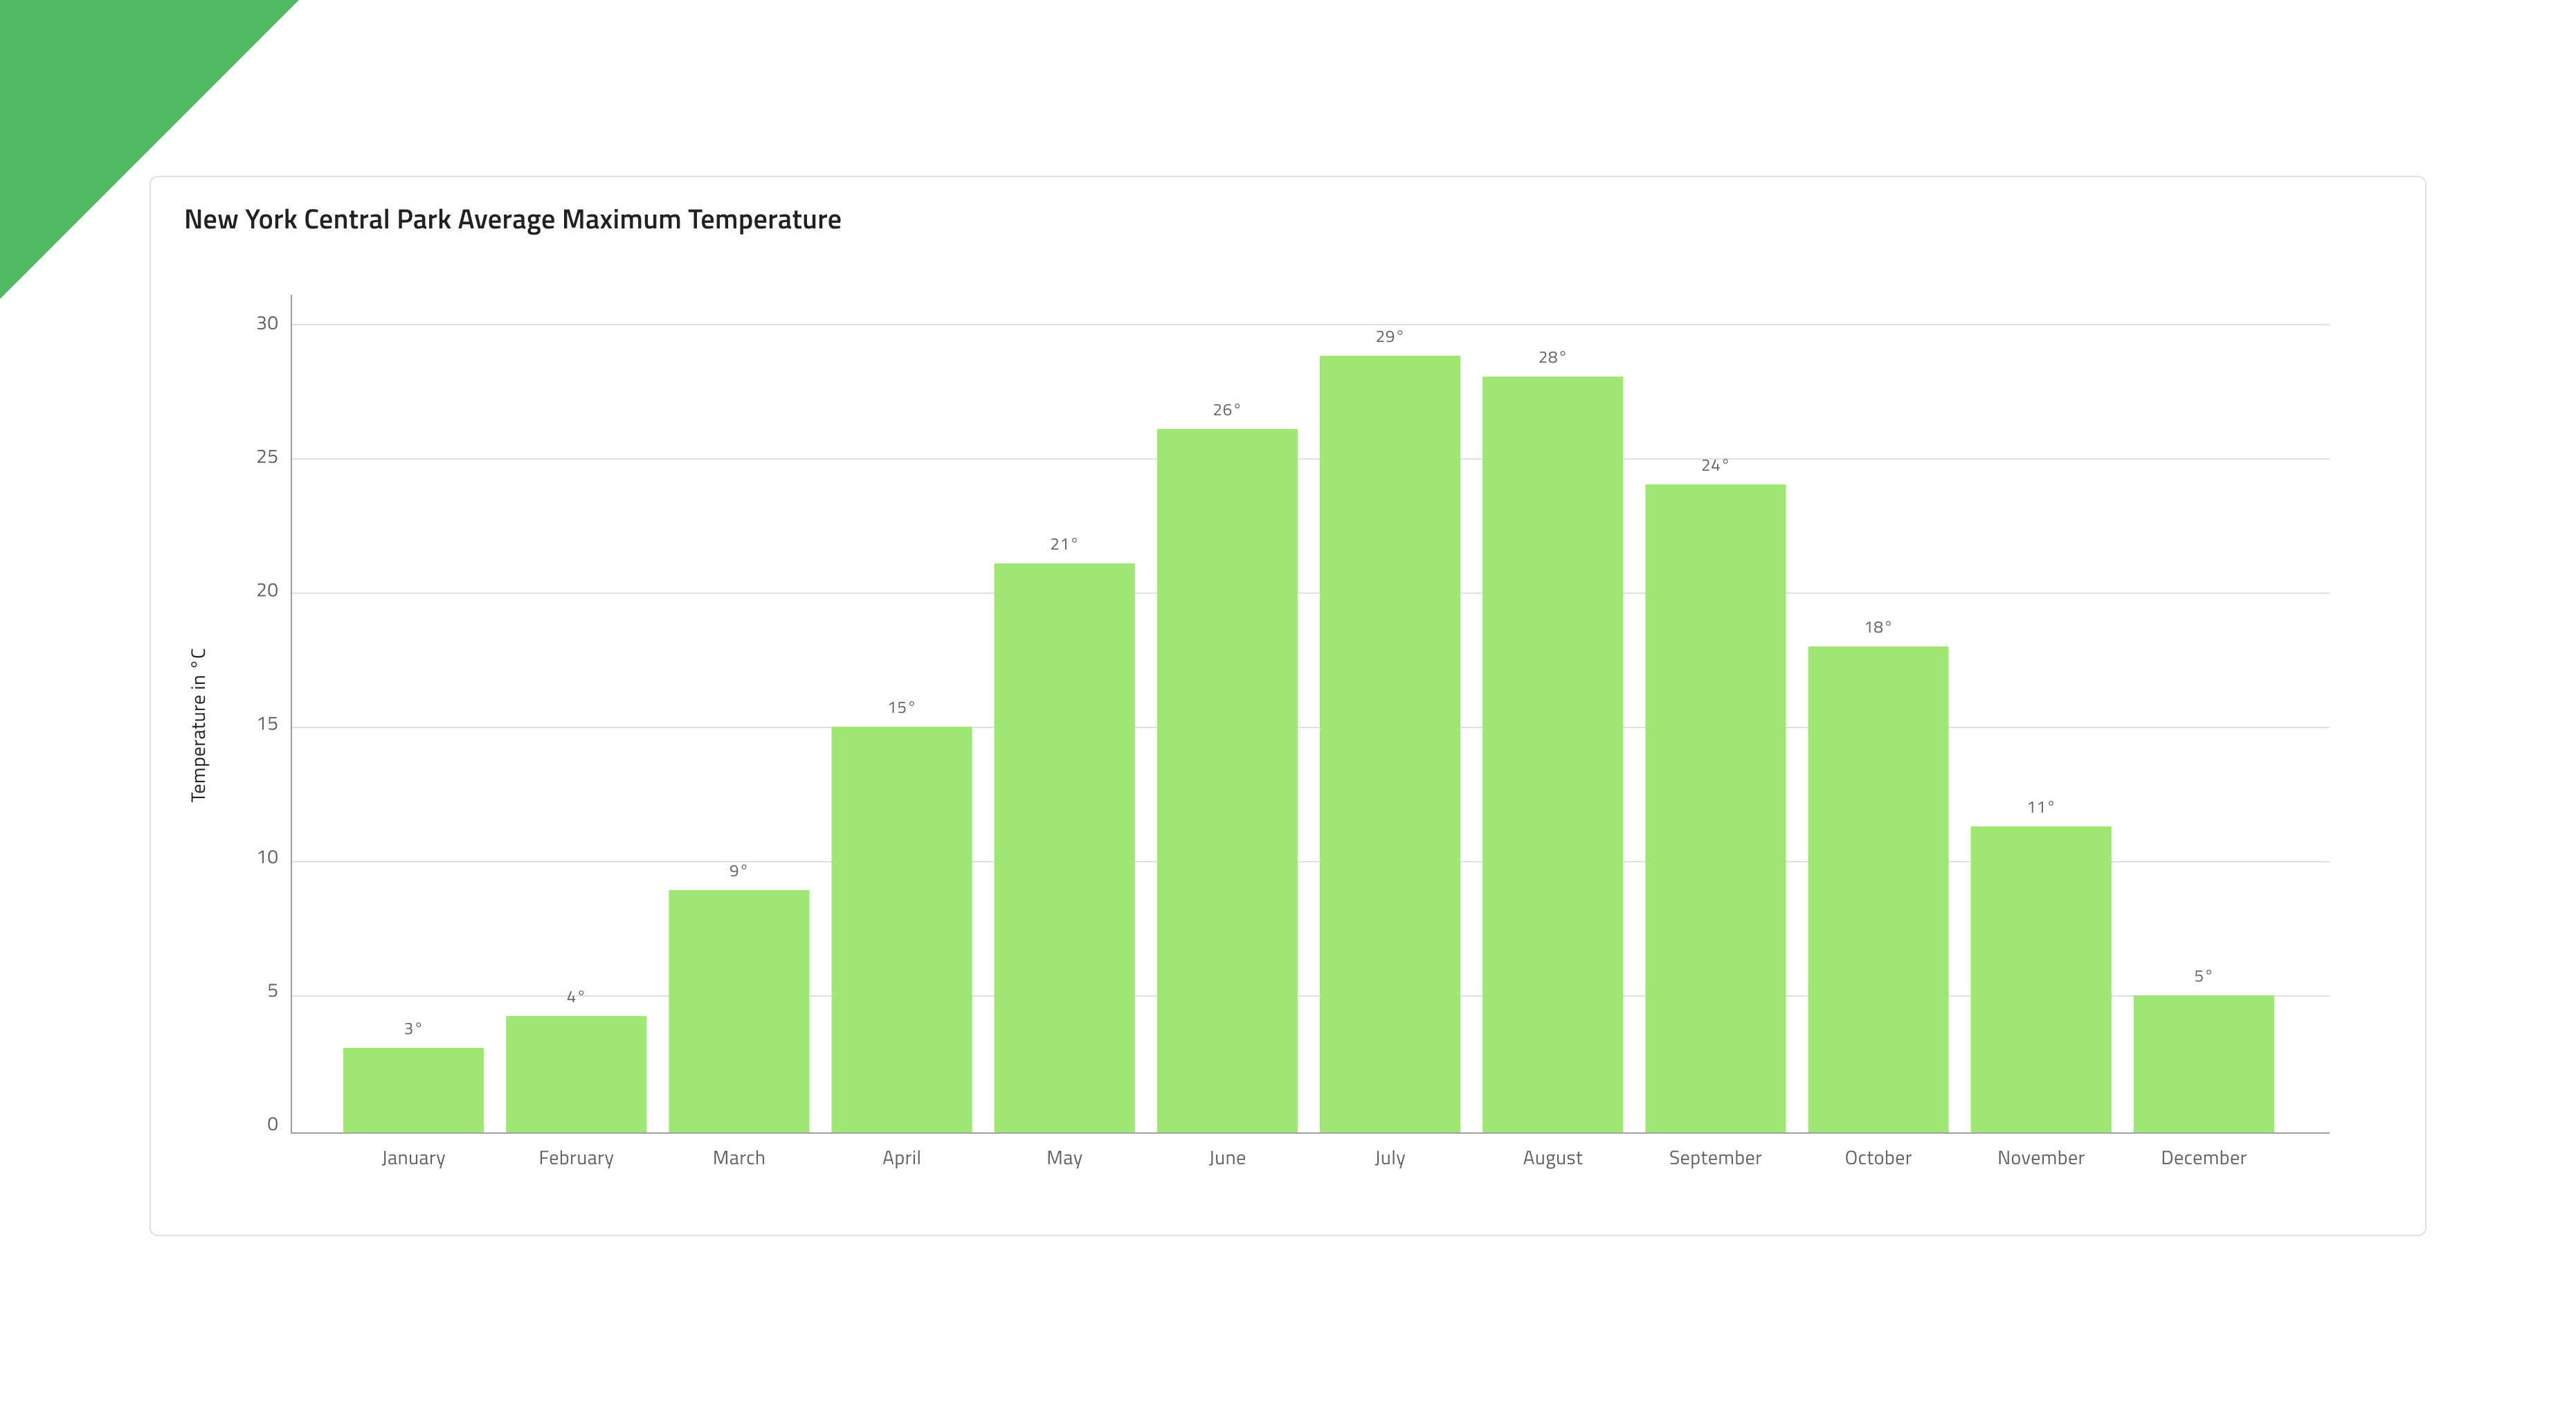 New York Central Park Average Maximum Temperature
30
25
20
15
10
5
0
Temperature in °C
3°
4°
9°
15°
21°
26°
29°
28°
24°
18°
11°
5°
January
February
March
April
May
June
July
August
September
October
November
December